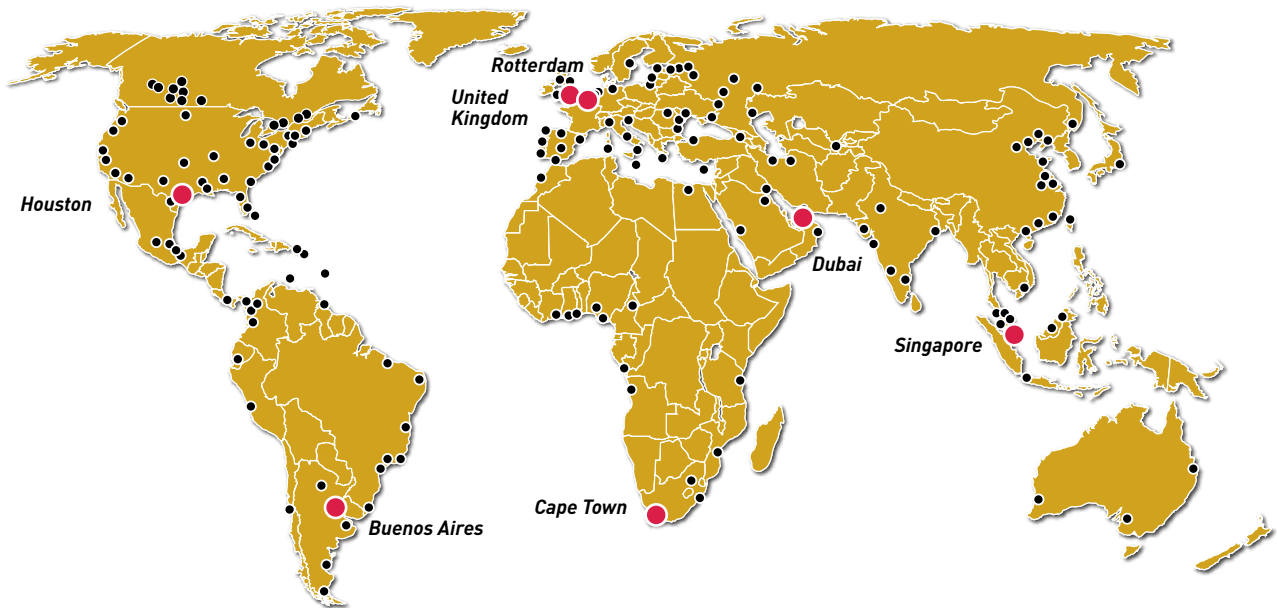 Rotterdam
United
Kingdom
Houston
Dubai
Singapore
Cape Town
Buenos Aires